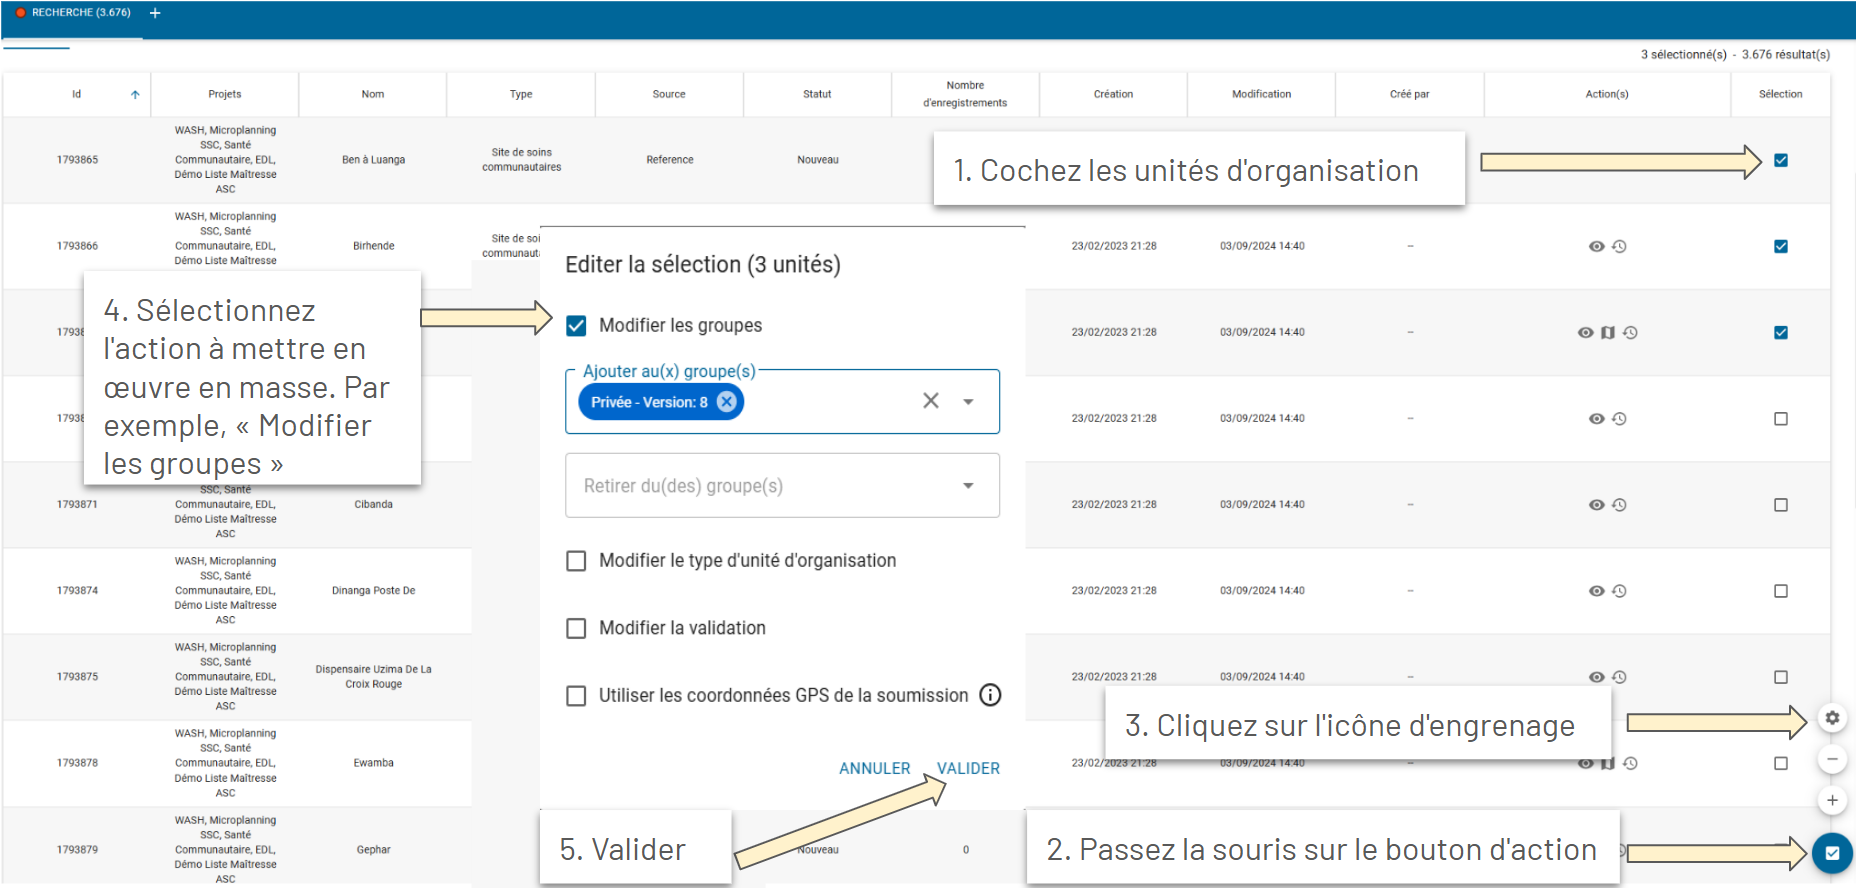 RECHERCHE (3.676) +
3 sélectionné(s) - 3.676 résultat(s)
Id
Projets
Nom
Type
Source
Statut
Nombre
d'enregistrements
Création
Modification
Créé par
Action(s)
Sélection
1793865
WASH, Microplanning
SSC, Santé
Communautaire, EDL,
Démo Liste Maîtresse
ASC
Ben à Luanga
Site de soins
communautaires
Reference
Nouveau
1. Cochez les unités d'organisation
1793866
WASH, Microplanning
SSC, Santé
Communautaire, EDL,
Démo Liste Maîtresse
Birhende
Site de soi
communauta
23/02/2023 21:28
03/09/2024 14:40
--
Editer la sélection (3 unités)
4. Sélectionnez
l'action à mettre en
œuvre en masse. Par
exemple, « Modifier
les groupes »
Modifier les groupes
Ajouter au(x) groupe(s)
Privée - Version: 8
Retirer du(des) groupe(s)
Modifier le type d'unité d'organisation
Modifier la validation
Utiliser les coordonnées GPS de la soumission
ANNULER
VALIDER
17938
23/02/2023 21:28
03/09/2024 14:40
--
17938
23/02/2023 21:28
03/09/2024 14:40
--
1793871
SSC, Santé
Communautaire, EDL,
Démo Liste Maîtresse
ASC
Cibanda
23/02/2023 21:28
03/09/2024 14:40
--
1793874
WASH, Microplanning
SSC, Santé
Communautaire, EDL,
Démo Liste Maîtresse
ASC
Dinanga Poste De
23/02/2023 21:28
03/09/2024 14:40
--
1793875
WASH, Microplanning
SSC, Santé
Communautaire, EDL,
Démo Liste Maîtresse
ASC
Dispensaire Uzima De La
Croix Rouge
23/02/2023 21:28
03/09/2024 14:40
--
3. Cliquez sur l'icône d'engrenage
1793878
WASH, Microplanning
SSC, Santé
Communautaire, EDL,
Démo Liste Maîtresse
ASC
Ewamba
23/02/2023 21:28
03/09/2024 14:40
--
1793879
WASH, Microplanning
SSC, Santé
Communautaire, EDL,
Démo Liste Maîtresse
ASC
Gephar
5. Valider
Nouveau
0
2. Passez la souris sur le bouton d'action